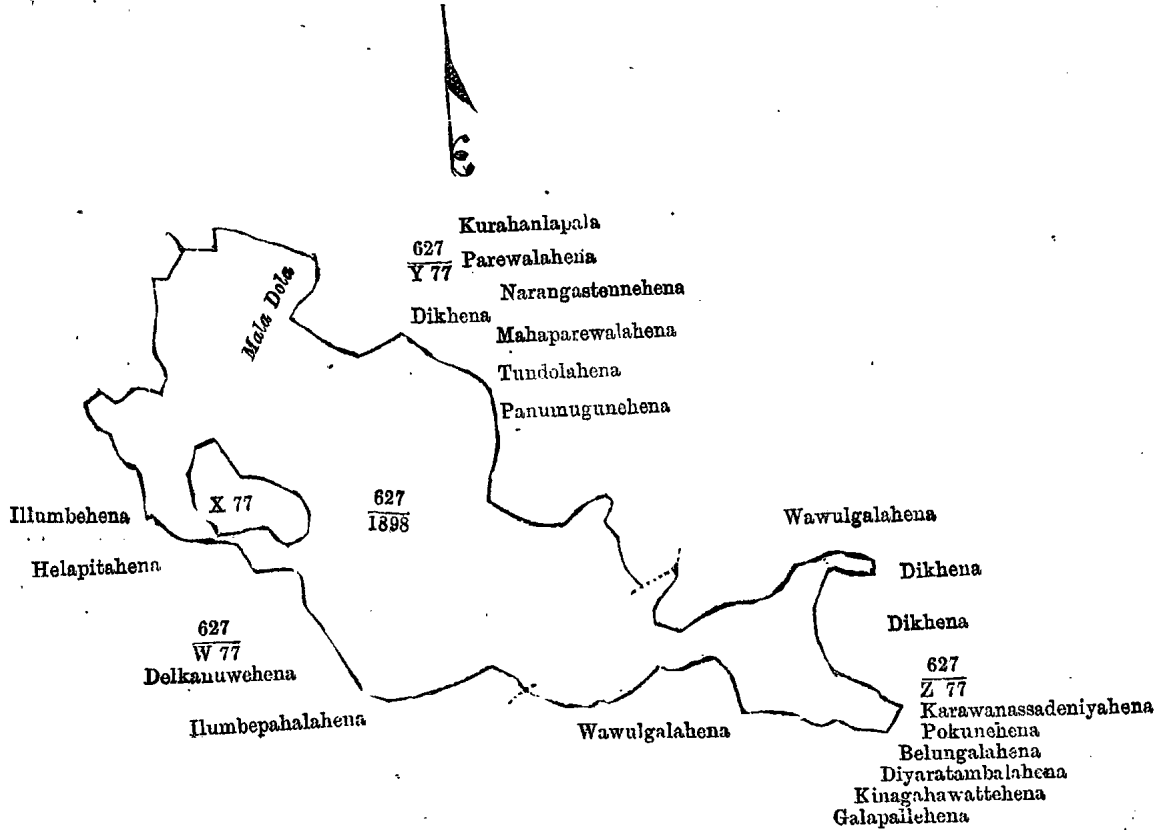 Kurahanlapala
627
Y 77
Parewalahena
Narangastennehena
Dikhena
Mahaparewalahena
Tundolahena
Panumugunehena
Mala Dola
X 77
627
1898
Illumbehena
Helapitahena
Wawulgalahena
Dikhena
Dikhena
627
W 77
Delkanuwehena
Ilumbepahalahena
Wawulgalahena
627
Z 77
Karawanassadeniyahena
Pokunehena
Belungalahena
Diyaratambalahena
Kinagahawattehena
Galapallehena